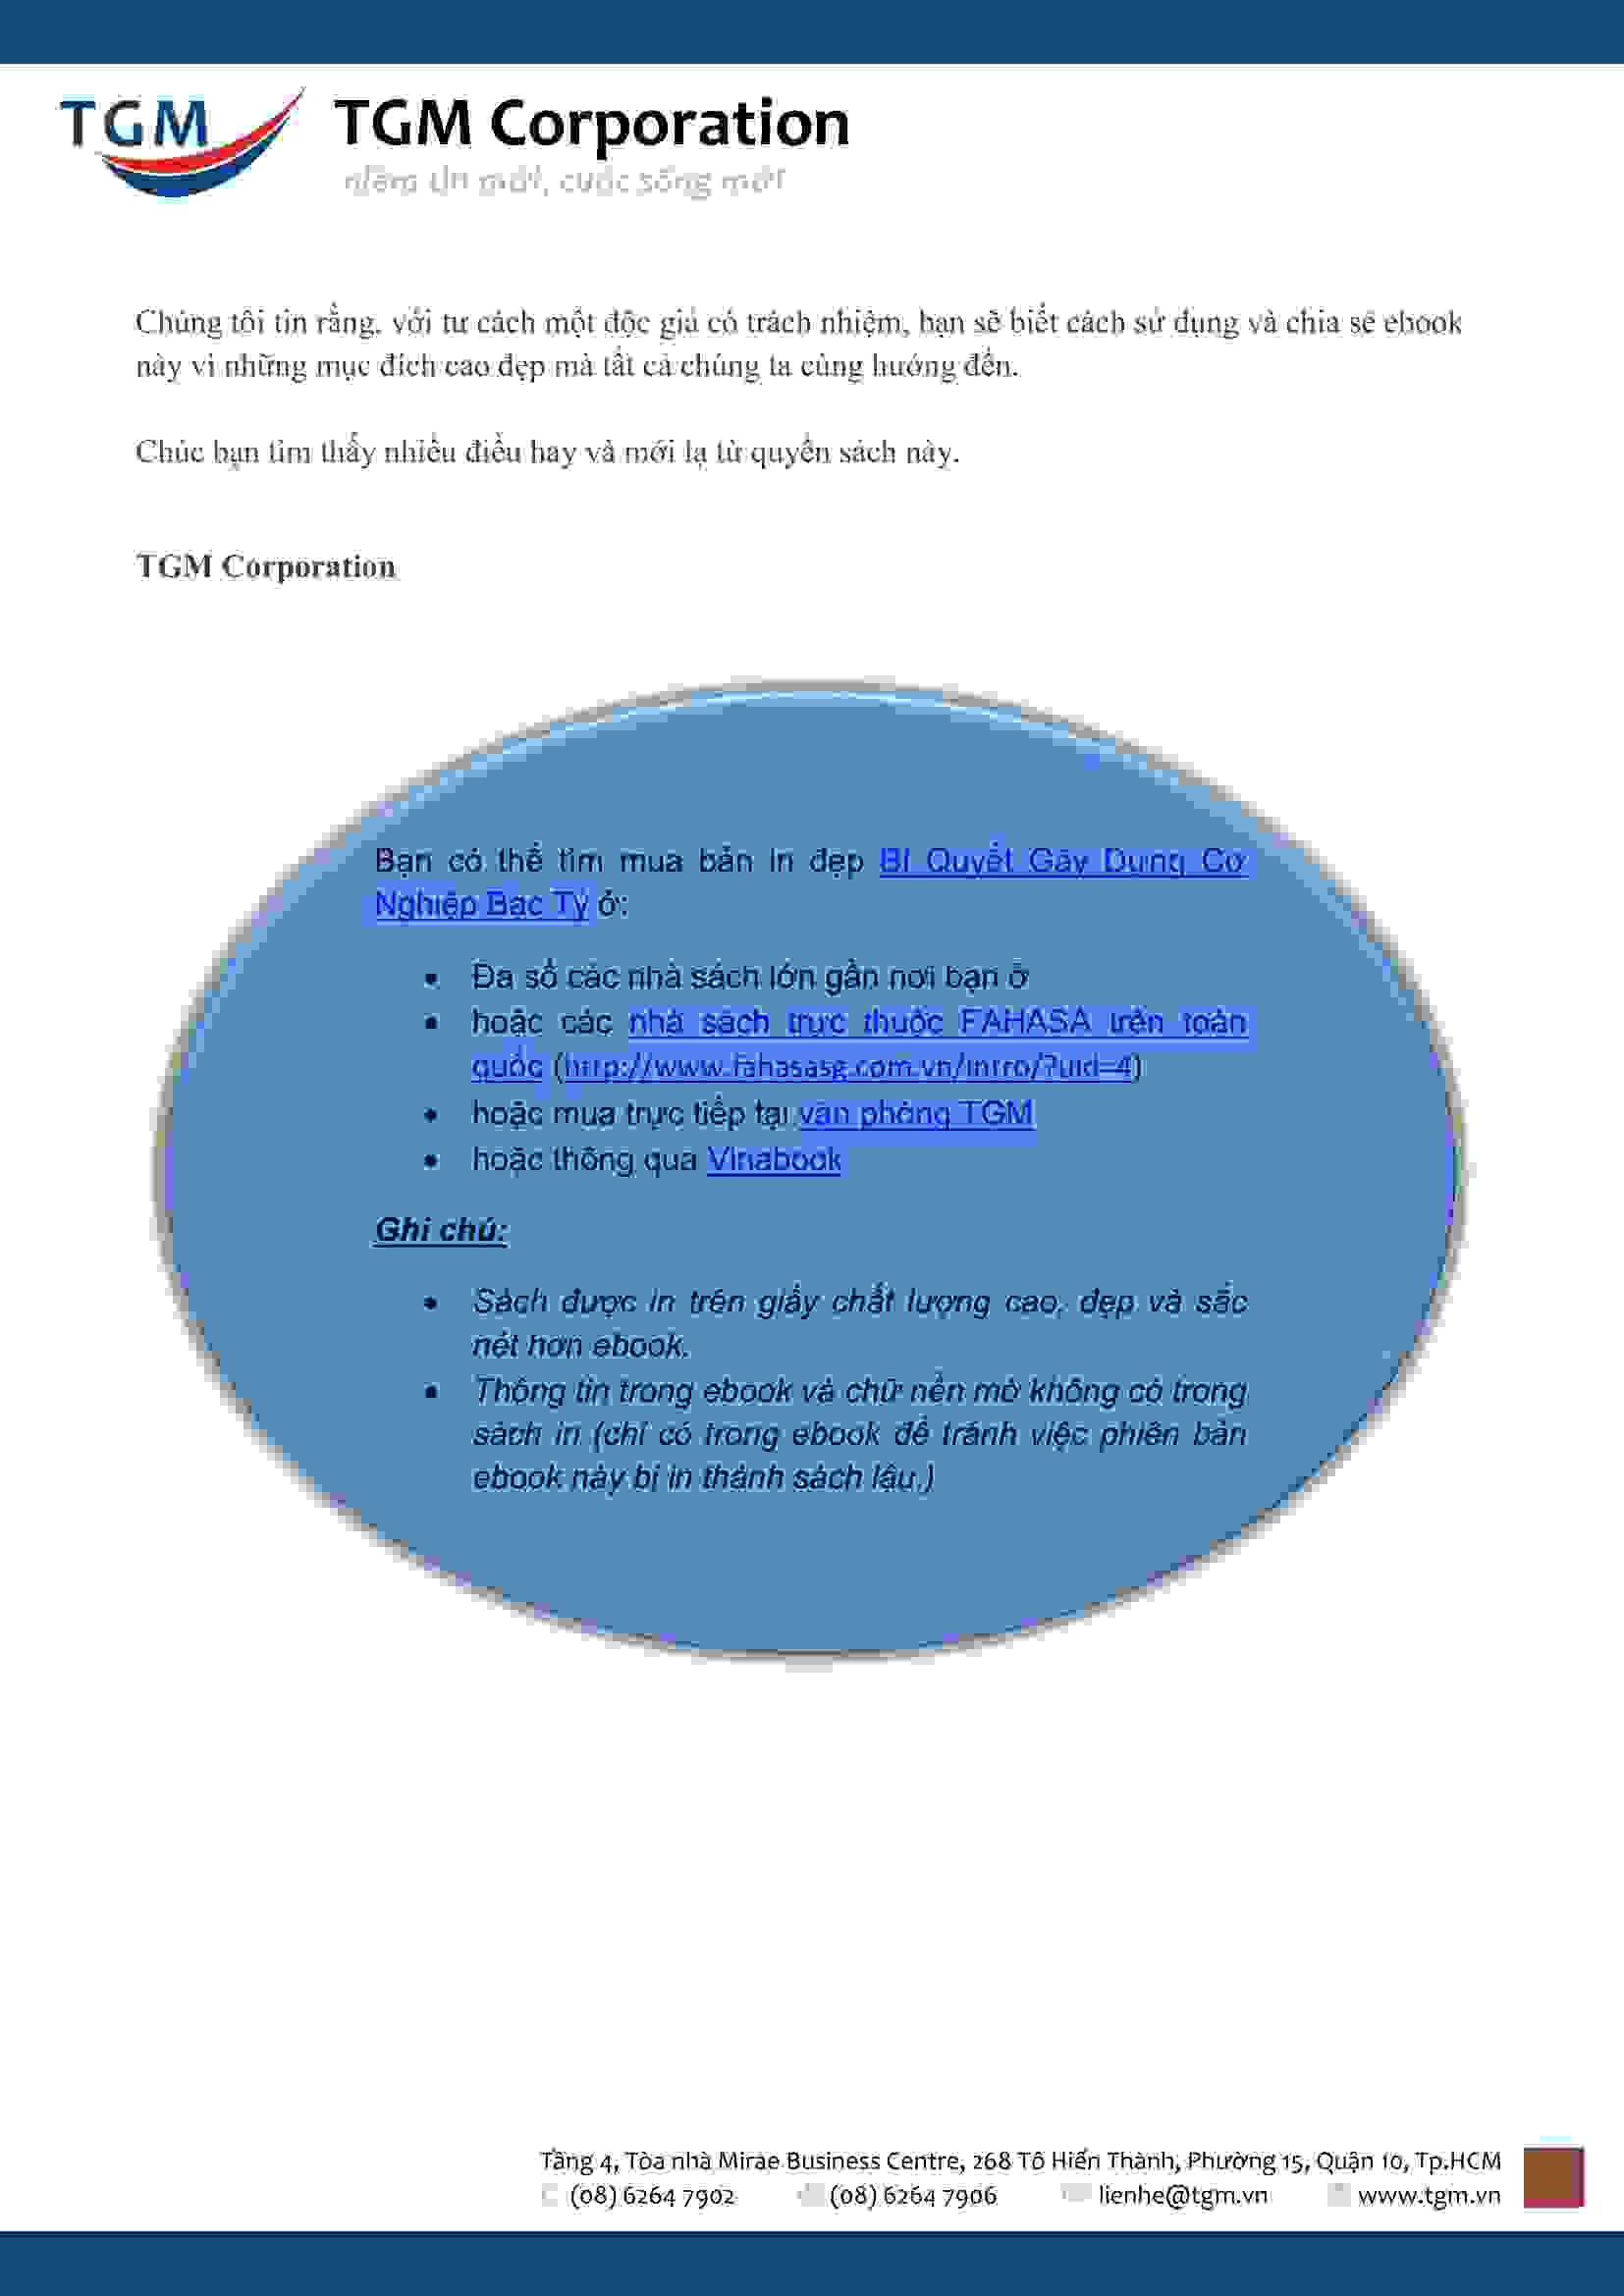 TGM
TGM Corporation
niềm tin mới, cuộc sống mới
Chúng tôi tin rằng, với tư cách một độc giả có trách nhiệm, bạn sẽ biết cách sử dụng và chia sẻ ebook
này vì những mục đích cao đẹp mà tất cả chúng ta cùng hướng đến.
Chúc bạn tìm thấy nhiều điều hay và mới lạ từ quyển sách này.
TGM Corporation
Bạn có thể tìm mua bản in đẹp Bí Quyết Gây Dựng Cơ
Nghiệp Bạc Tỷ ở:
• Đa số các nhà sách lớn gần nơi bạn ở
• hoặc các nhà sách trực thuộc FAHASA trên toàn
quốc (http://www.fahasasg.com.vn/intro/?uid=4)
• hoặc mua trực tiếp tại văn phòng TGM
• hoặc thông qua Vinabook
Ghi chú:
• Sách được in trên giấy chất lượng cao, đẹp và sắc
nét hơn ebook.
• Thông tin trong ebook và chữ nền mờ không có trong
sách in (chỉ có trong ebook để tránh việc phiên bản
ebook này bị in thành sách lậu.)
Tầng 4, Tòa nhà Mirae Business Centre, 268 Tô Hiến Thành, Phường 15, Quận 10, Tp.HCM
(08) 6264 7902 (08) 6264 7906 lienhe@tgm.vn www.tgm.vn